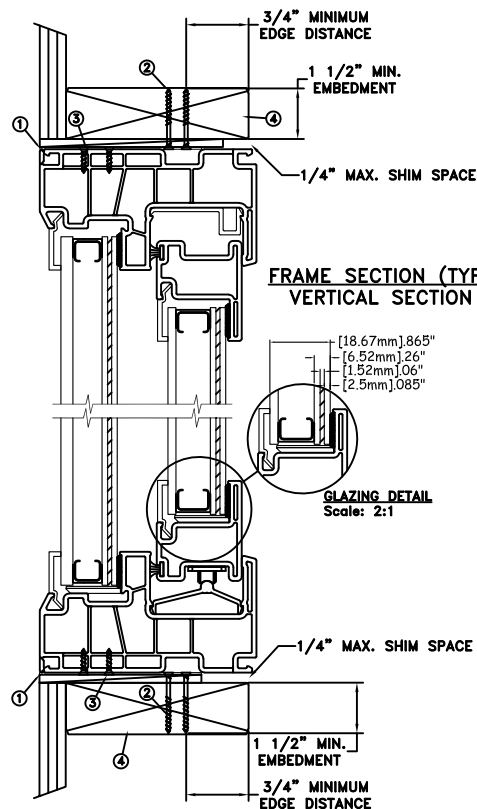 3/4" MINIMUM
EDGE DISTANCE
2
1 1/2" MIN.
EMBEDMENT
4
1
3
1/4" MAX. SHIM SPACE
FRAME SECTION (TYP
VERTICAL SECTION
[18.67mm].865"
[6.52mm].26"
[1.52mm].06"
[2.5mm].085"
GLAZING DETAIL
Scale: 2:1
1/4" MAX. SHIM SPACE
1
3
2
4
1 1/2" MIN.
EMBEDMENT
3/4" MINIMUM
EDGE DISTANCE